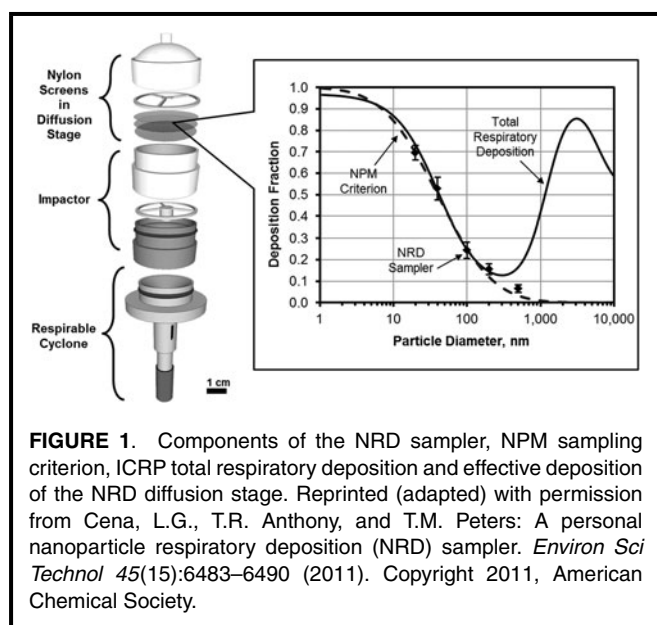 Nylon
Screens
in
Diffusion
Stage
Impactor
Respirable
Cyclone
1 cm
Deposition Fraction
1.0
0.9
0.8
0.7
0.6
0.5
0.4
0.3
0.2
0.1
0.0
NPM
Criterion
Total
Respiratory
Deposition
NRD
Sampler
1 10 100 1,000 10,000
Particle Diameter, nm
FIGURE 1. Components of the NRD sampler, NPM sampling
criterion, ICRP total respiratory deposition and effective deposition
of the NRD diffusion stage. Reprinted (adapted) with permission
from Cena, L.G., T.R. Anthony, and T.M. Peters: A personal
nanoparticle respiratory deposition (NRD) sampler. Environ Sci
Technol 45(15):6483–6490 (2011). Copyright 2011, American
Chemical Society.